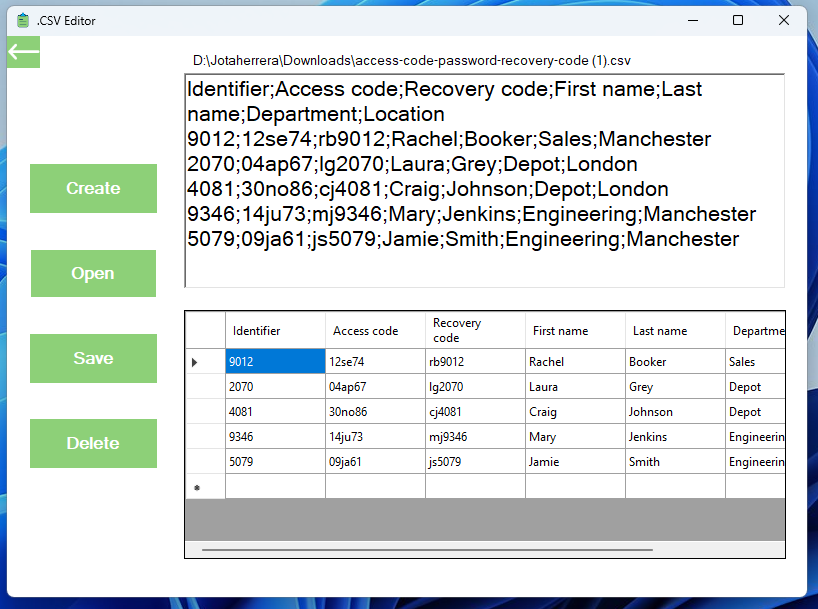 .CSV Editor
D:\Jotaherrera\Downloads\access-code-password-recovery-code (1).csv
Identifier;Access code;Recovery code;First name;Last
name;Department;Location
9012;12se74;rb9012;Rachel;Booker;Sales;Manchester
2070;04ap67;lg2070;Laura;Grey;Depot;London
4081;30no86;cj4081;Craig;Johnson;Depot;London
9346;14ju73;mj9346;Mary;Jenkins;Engineering;Manchester
5079;09ja61;js5079;Jamie;Smith;Engineering;Manchester
Create
Open
Save
Delete
Identifier Access code Recovery code First name Last name Departme
9012 12se74 rb9012 Rachel Booker Sales
2070 04ap67 lg2070 Laura Grey Depot
4081 30no86 cj4081 Craig Johnson Depot
9346 14ju73 mj9346 Mary Jenkins Engineerin
5079 09ja61 js5079 Jamie Smith Engineerin